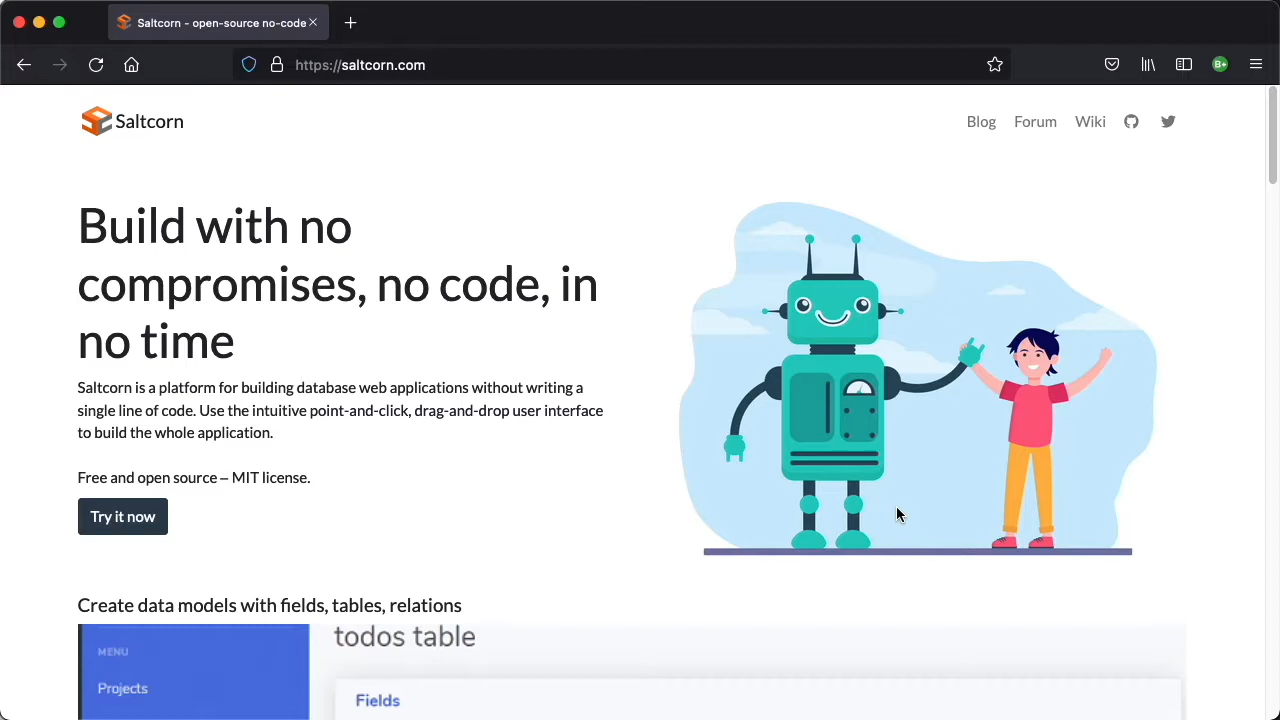 Saltcorn - open-source no-code
https://saltcorn.com
B+
Saltcorn
Blog Forum Wiki
Build with no
compromises, no code, in
no time
Saltcorn is a platform for building database web applications without writing a
single line of code. Use the intuitive point-and-click, drag-and-drop user interface
to build the whole application.
Free and open source – MIT license.
Try it now
Create data models with fields, tables, relations
todos table
MENU
Projects
Fields